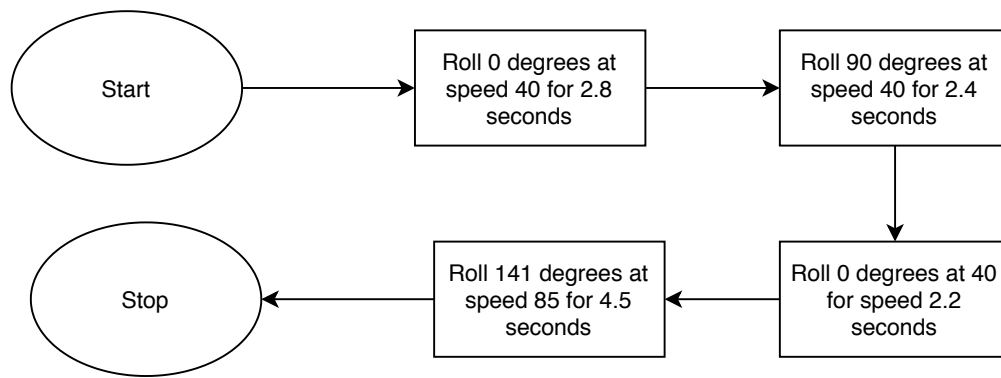 Start
Roll 0 degrees at
speed 40 for 2.8
seconds
Roll 90 degrees at
speed 40 for 2.4
seconds
Roll 0 degrees at 40
for speed 2.2
seconds
Roll 141 degrees at
speed 85 for 4.5
seconds
Stop